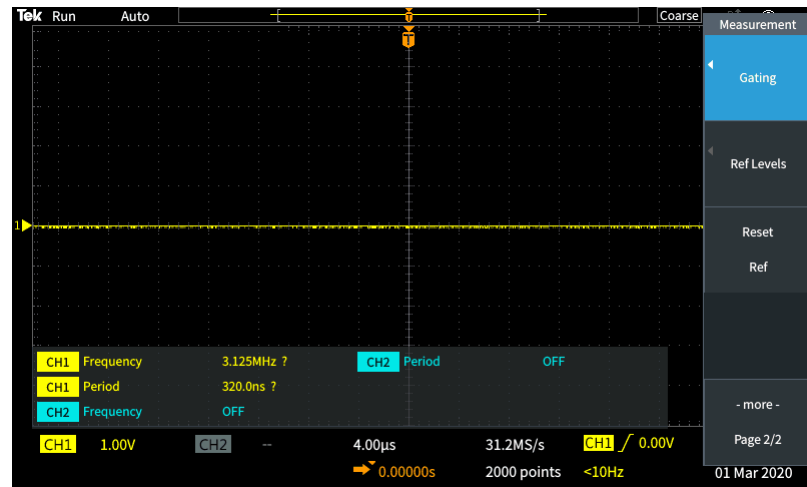 Tek Run Auto Coarse
T
T
Measurement
Gating
Ref Levels
Reset
Ref
1
CH1 Frequency 3.125MHz ? CH2 Period OFF
CH1 Period 320.0ns ?
CH2 Frequency OFF
- more -
Page 2/2
CH1 1.00V CH2 -- 4.00µs 31.2MS/s CH1 0.00V
0.00000s 2000 points <10Hz 01 Mar 2020